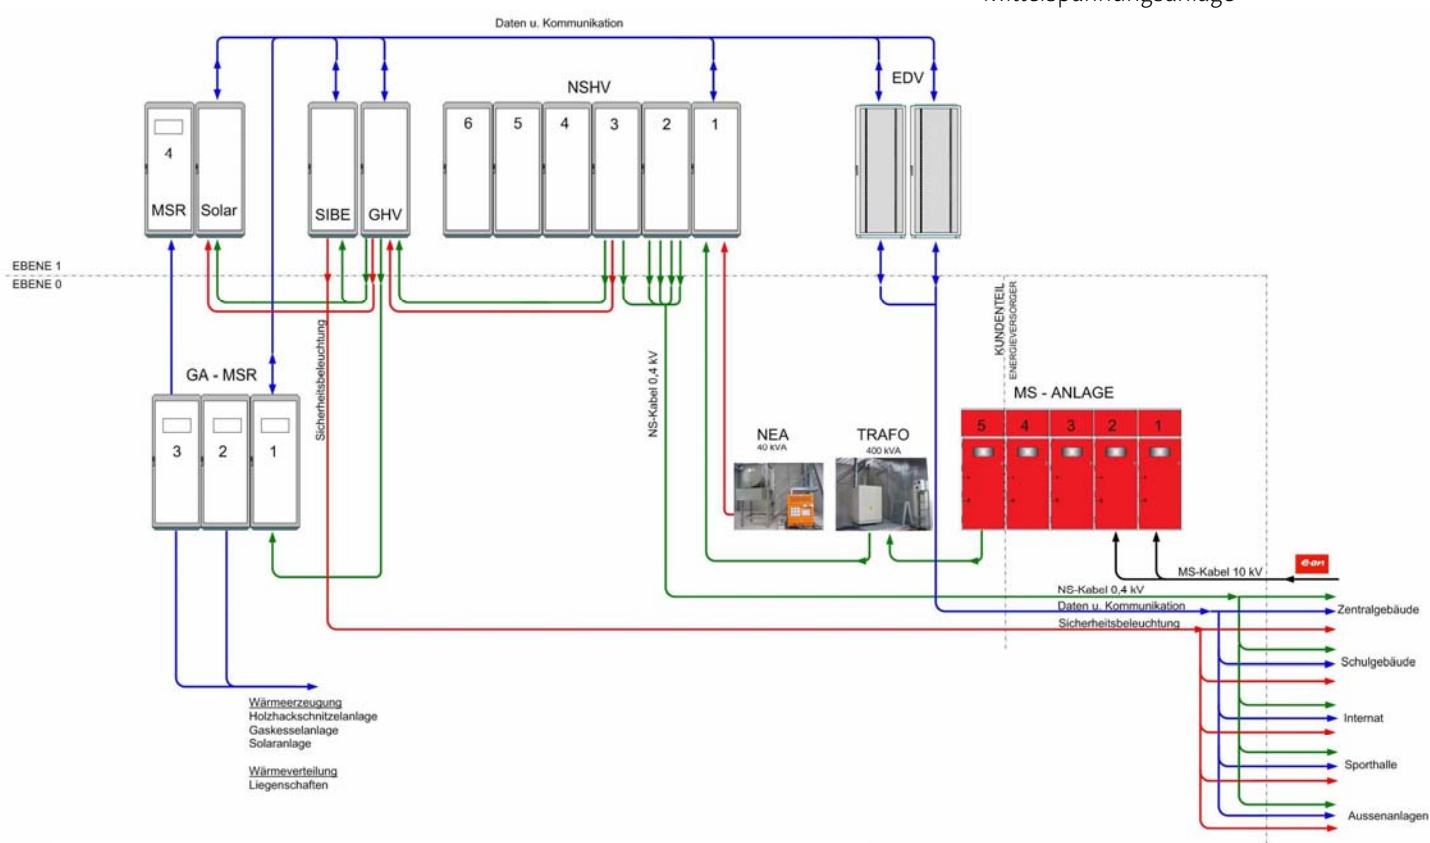 Mittelspannungsanlage
Daten u. Kommunikation
NSHV
EDV
4
MSR
Solar
SIBE
GHV
6
5
4
3
2
1
EBENE 1
EBENE 0
Sicherheitsbeleuchtung
NS-Kabel 0,4 kV
KUNDENTEIL
ENERGIEVERSORGER
GA - MSR
3
2
1
NEA
40 kVA
TRAFO
400 kVA
MS - ANLAGE
5
4
3
2
1
e·on
MS-Kabel 10 kV
NS-Kabel 0,4 kV
Daten u. Kommunikation
Sicherheitsbeleuchtung
Zentralgebäude
Schulgebäude
Internat
Sporthalle
Aussenanlagen
Wärmeerzeugung
Holzhackschnitzelanlage
Gaskesselanlage
Solaranlage
Wärmeverteilung
Liegenschaften